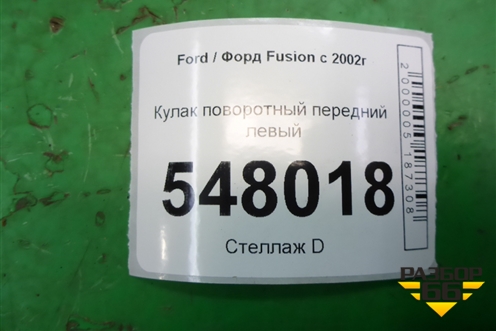 Ford / Форд Fusion с 2002г
Кулак поворотный передний
левый
548018
Стеллаж D
2000005187308
РАЗБОР
66